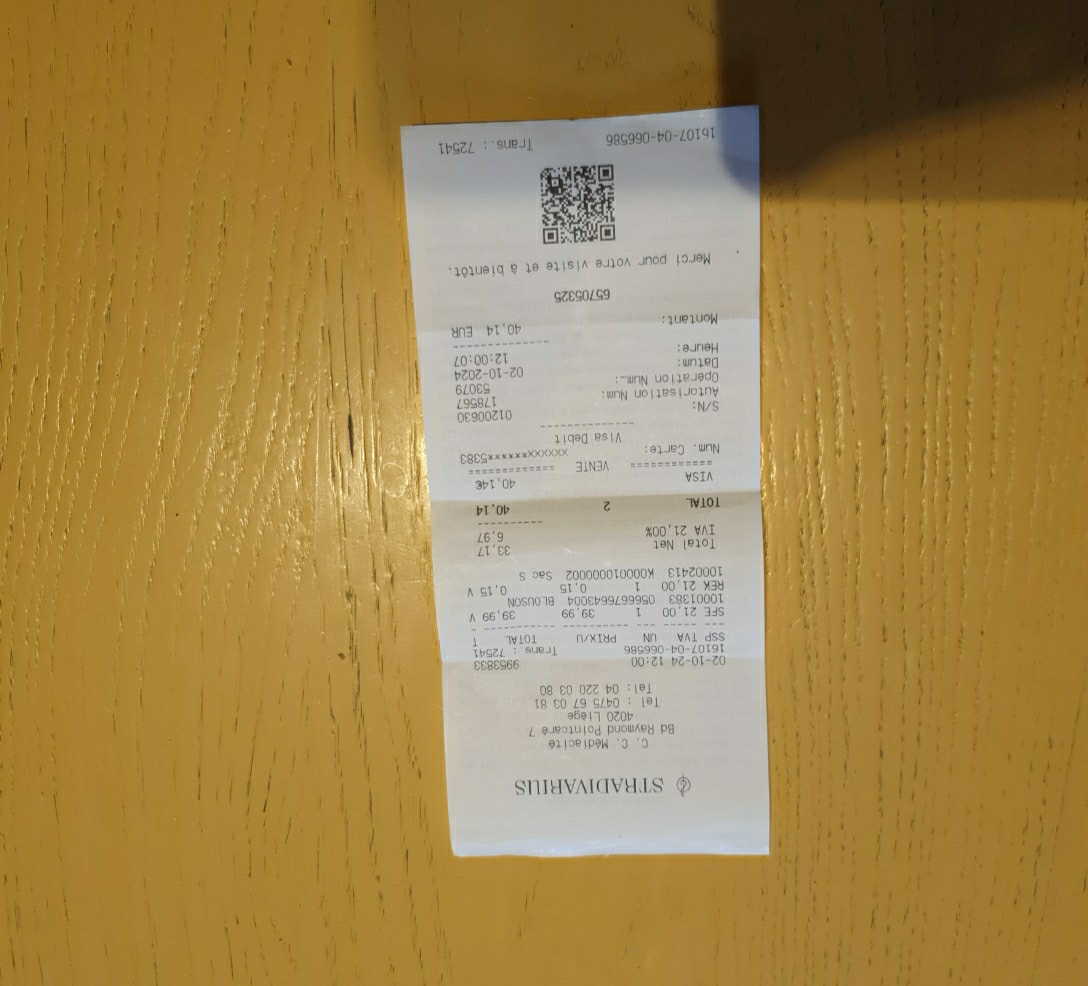 STRADIVARIUS
C. C. Médiacité
Bd Raymond Pointcaré 7
4020 Liège
Tel : 0475 67 03 81
Tel: 04 220 03 80
02-10-24 12:00 9953833
16107-04-066586 Trans.: 72541
SSP TVA UN PRIX/U TOTAL T
SFE 21,00 1 39,99 39,99 V
10001383 05666766643004 BLOUSON
REK 21,00 1 0,15 0,15 V
10002413 K00001000002 Sac S
Total Net 33,17
IVA 21,00% 6,97
TOTAL 2 40,14
VISA 40,14€
============ VENTE ============
Num. Carte: xxxxxxxxxxxx5383
Visa Debit
S/N: 01200630
Autorisation Num: 178567
Opération Num…: 53079
Datum: 02-10-2024
Heure: 12:00:07
Montant: 40,14 EUR
65705325
Merci pour votre visite et à bientôt.
16107-04-066586 Trans.: 72541